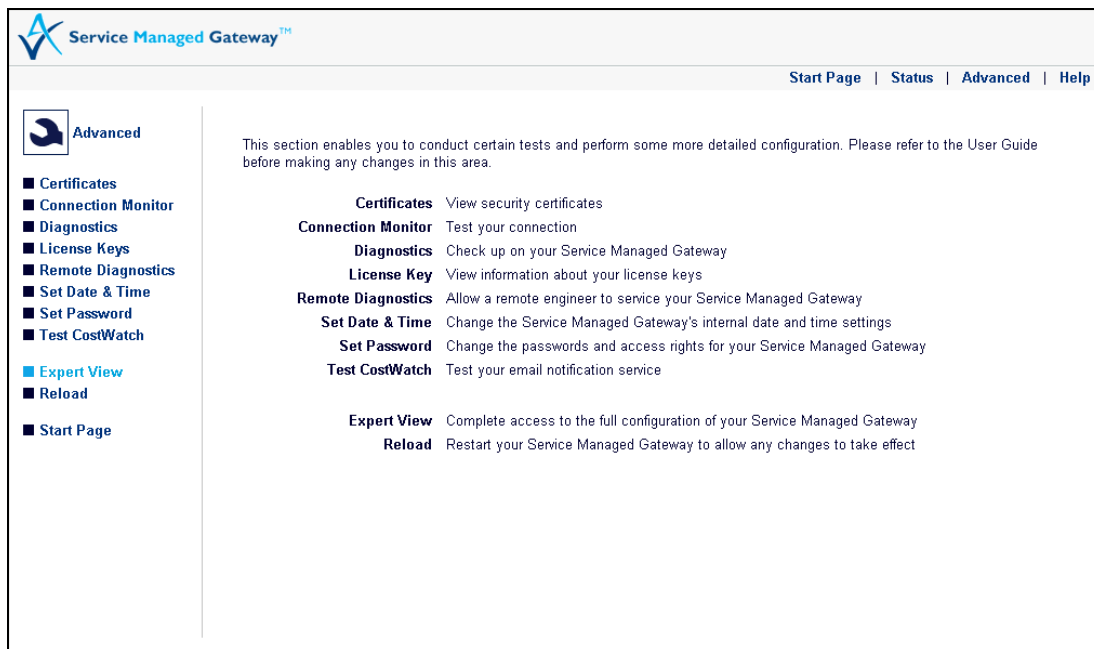 Service Managed Gateway™
Start Page | Status | Advanced | Help
Advanced
Certificates
Connection Monitor
Diagnostics
License Keys
Remote Diagnostics
Set Date & Time
Set Password
Test CostWatch
Expert View
Reload
Start Page
This section enables you to conduct certain tests and perform some more detailed configuration. Please refer to the User Guide
before making any changes in this area.
Certificates View security certificates
Connection Monitor Test your connection
Diagnostics Check up on your Service Managed Gateway
License Key View information about your license keys
Remote Diagnostics Allow a remote engineer to service your Service Managed Gateway
Set Date & Time Change the Service Managed Gateway's internal date and time settings
Set Password Change the passwords and access rights for your Service Managed Gateway
Test CostWatch Test your email notification service
Expert View Complete access to the full configuration of your Service Managed Gateway
Reload Restart your Service Managed Gateway to allow any changes to take effect